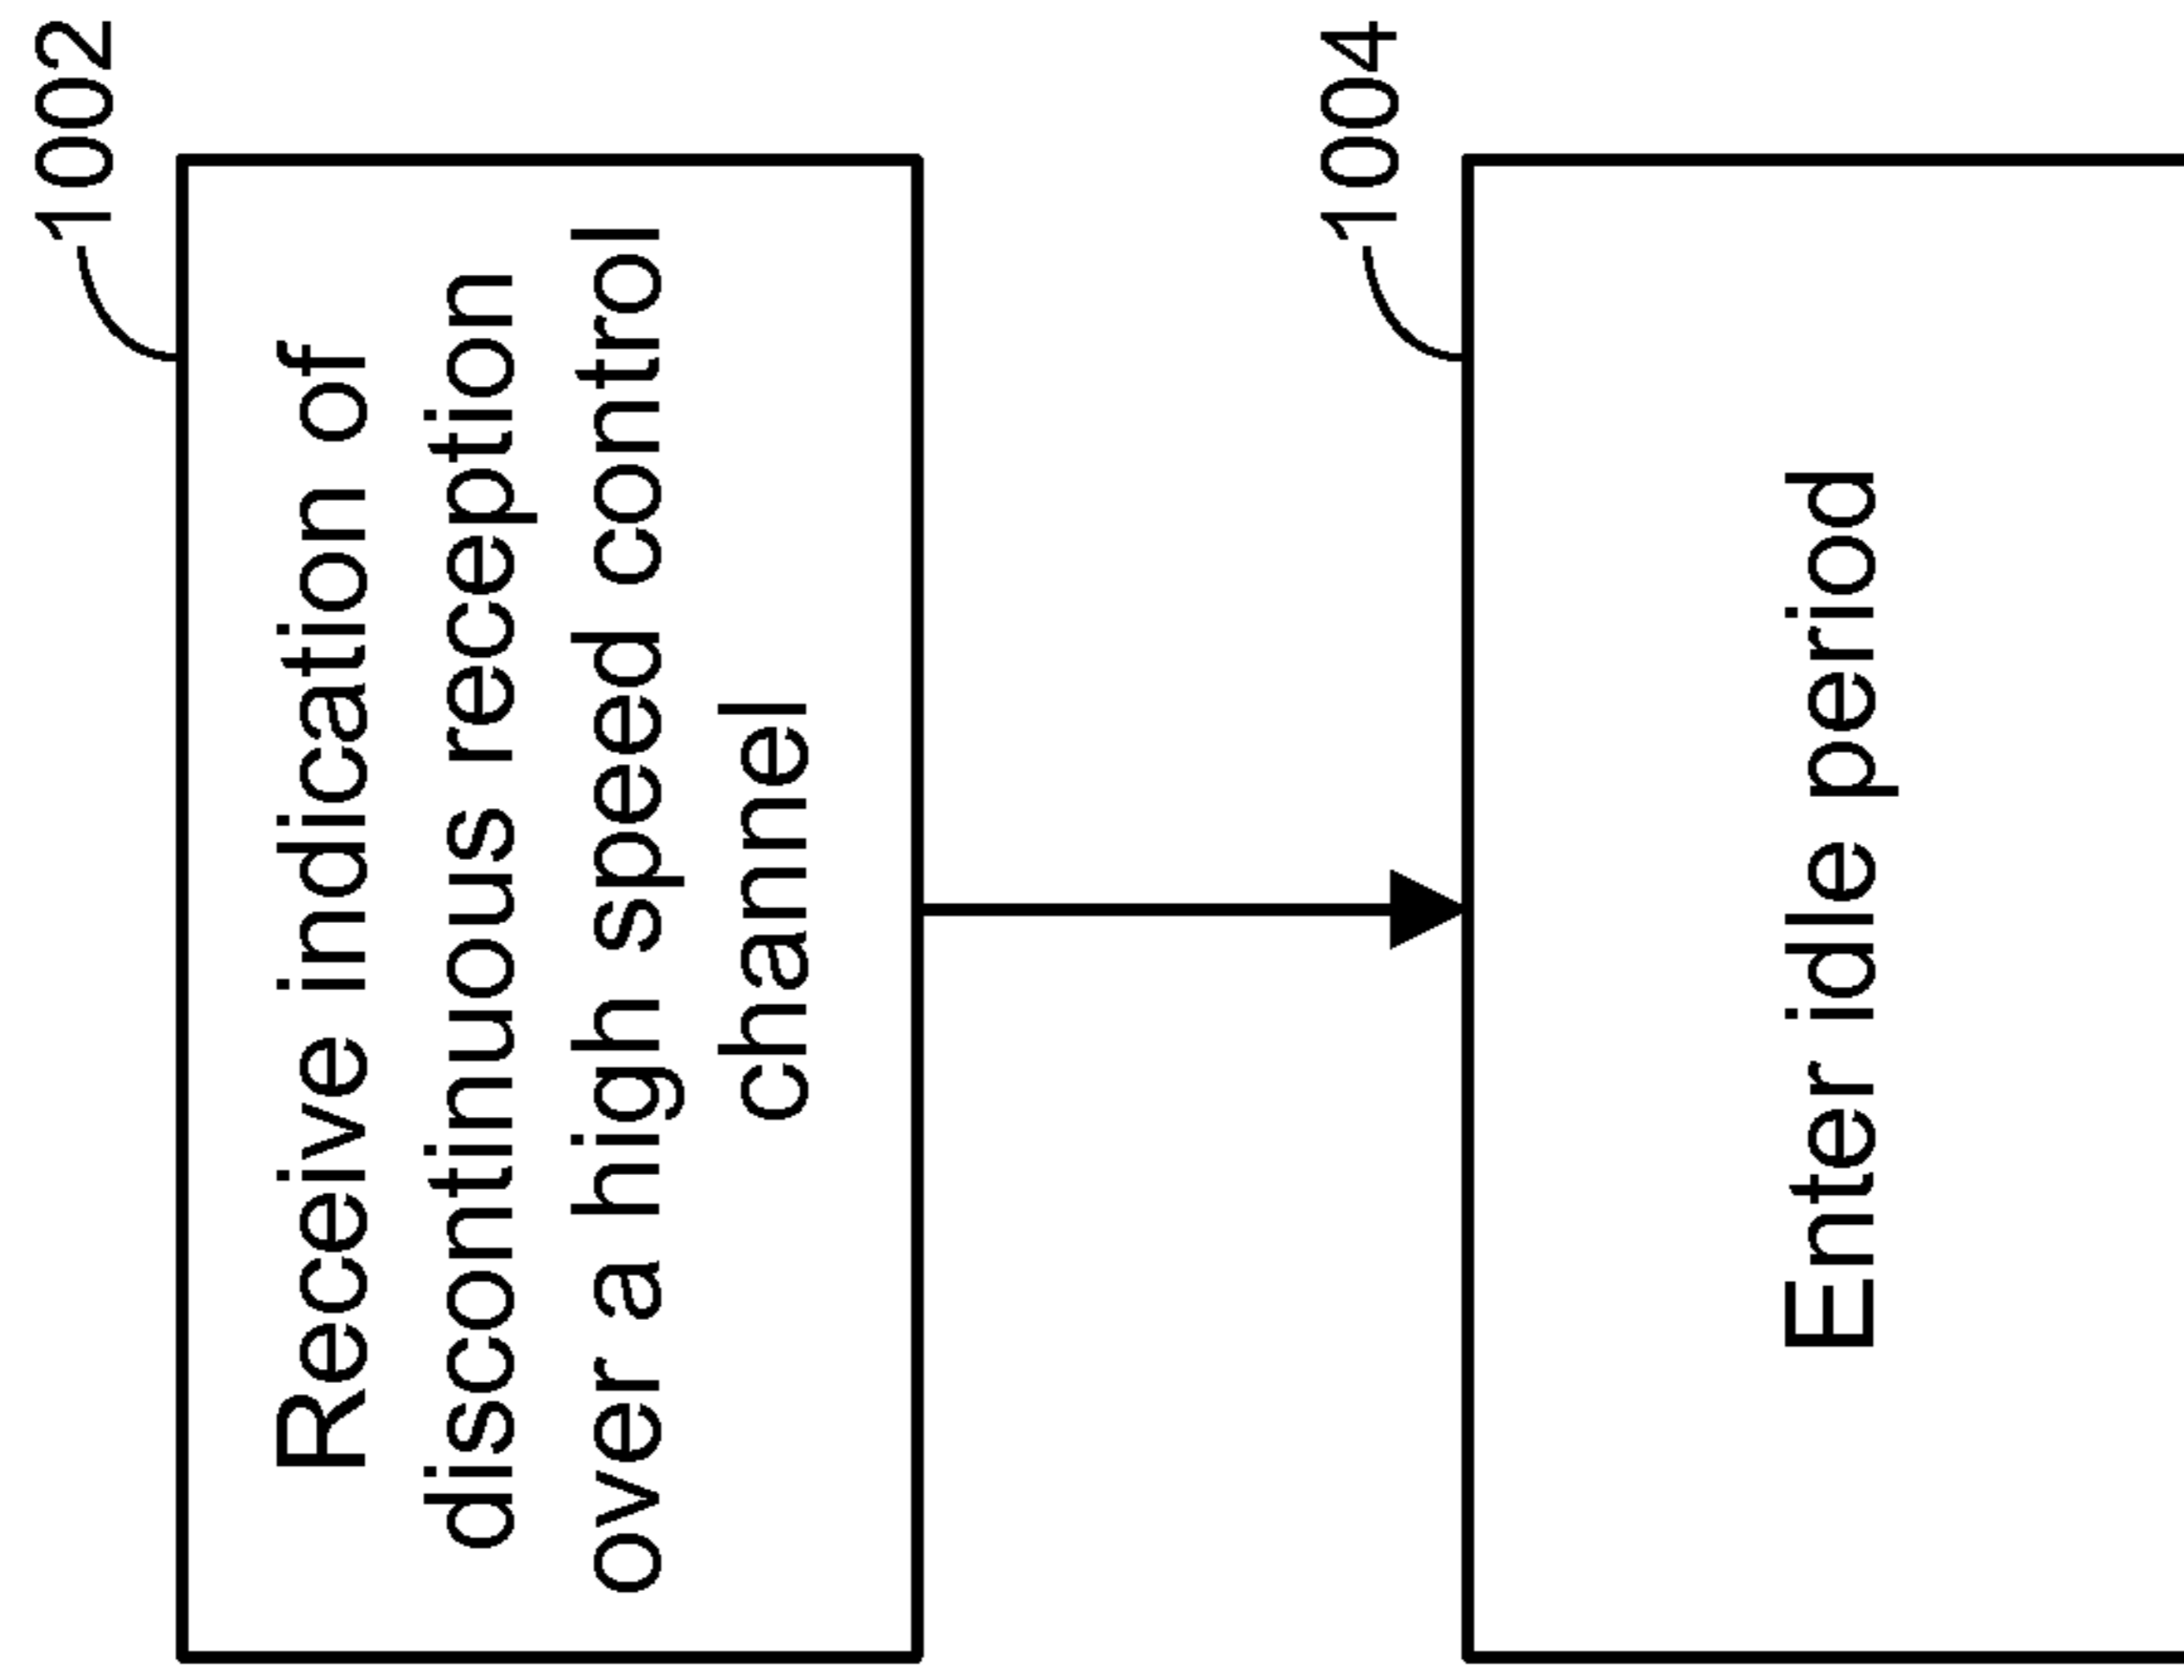 1002
Receive indication of
discontinuous reception
over a high speed control
channel
1004
Enter idle period